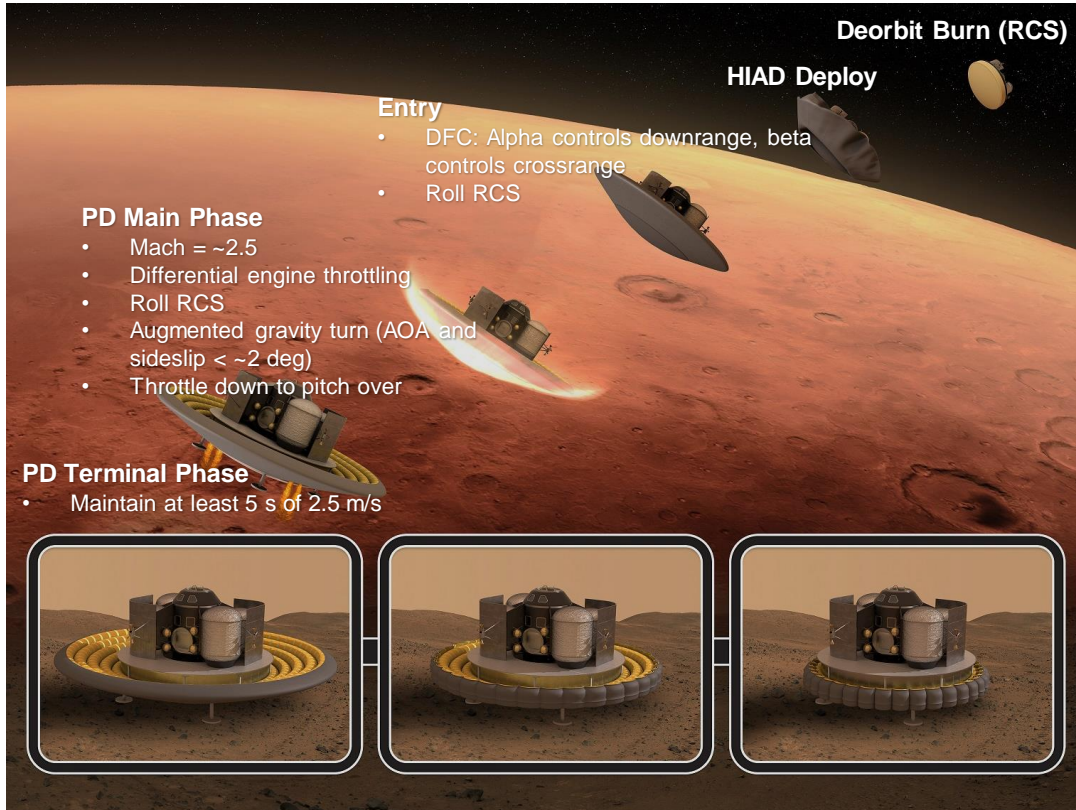 Deorbit Burn (RCS)
HIAD Deploy
Entry
• DFC: Alpha controls downrange, beta
controls crossrange
• Roll RCS
PD Main Phase
• Mach = ~2.5
• Differential engine throttling
• Roll RCS
• Augmented gravity turn (AOA and
sideslip < ~2 deg)
• Throttle down to pitch over
PD Terminal Phase
• Maintain at least 5 s of 2.5 m/s